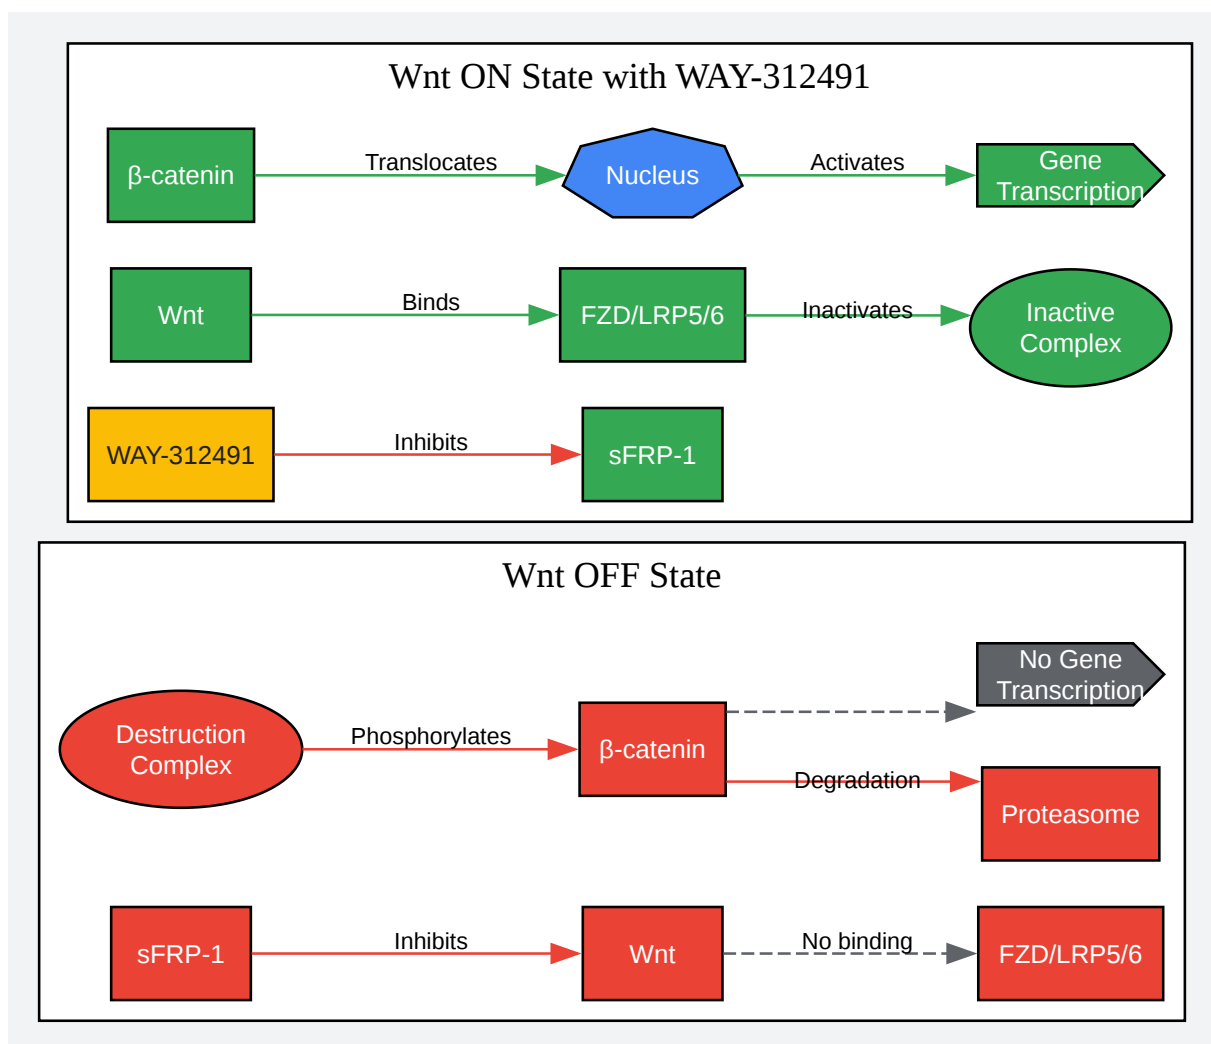 Wnt ON State with WAY-312491
β-catenin
Translocates
Nucleus
Activates
Gene
Transcription
Wnt
Binds
FZD/LRP5/6
Inactivates
Inactive
Complex
WAY-312491
Inhibits
sFRP-1
Wnt OFF State
No Gene
Transcription
Destruction
Complex
Phosphorylates
β-catenin
Degradation
Proteasome
sFRP-1
Inhibits
Wnt
No binding
FZD/LRP5/6